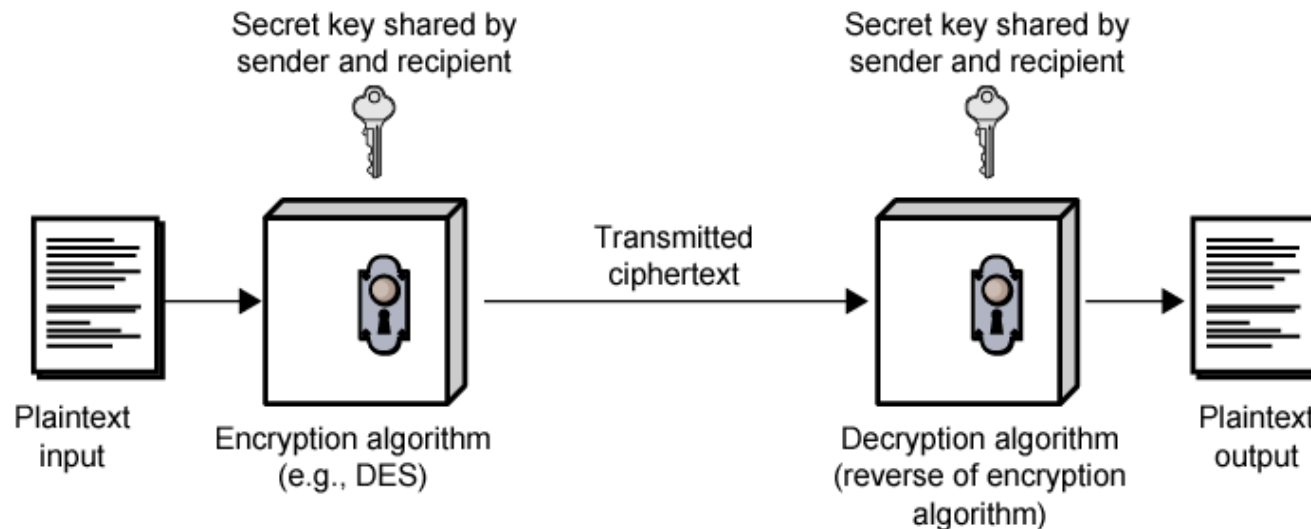 Secret key shared by
sender and recipient
Secret key shared by
sender and recipient
Transmitted
ciphertext
Plaintext
input
Encryption algorithm
(e.g., DES)
Decryption algorithm
(reverse of encryption
algorithm)
Plaintext
output